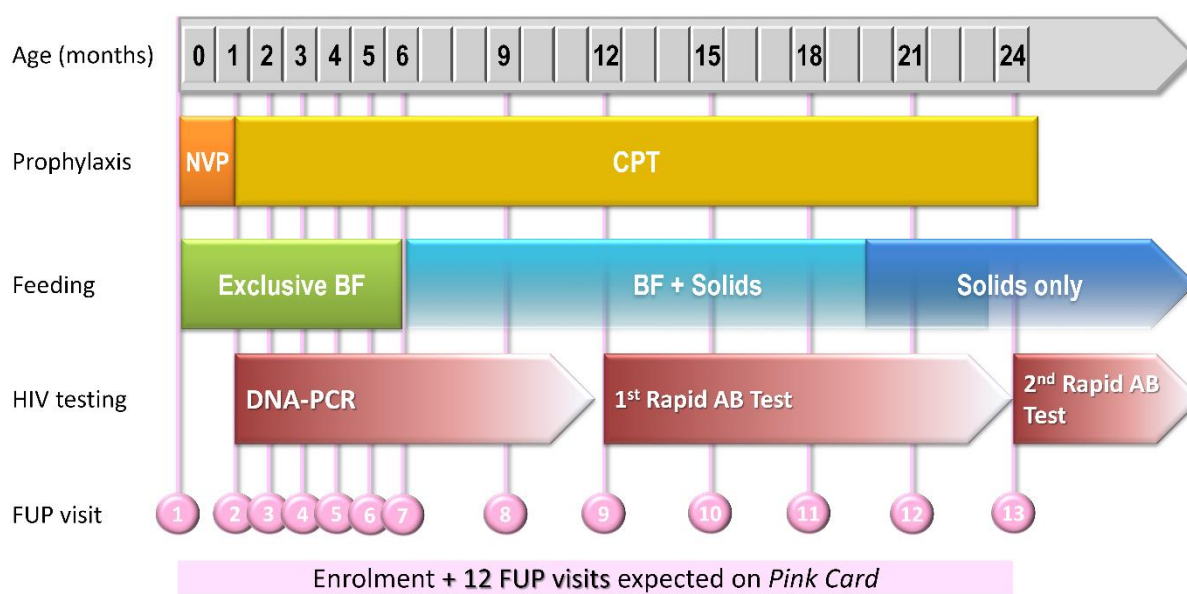 Age (months)
0 1 2 3 4 5 6 9 12 15 18 21 24
Prophylaxis
NVP
CPT
Feeding
Exclusive BF
BF + Solids
Solids only
HIV testing
DNA-PCR
1st Rapid AB Test
2nd Rapid AB
Test
FUP visit
1 2 3 4 5 6 7 8 9 10 11 12 13
Enrolment + 12 FUP visits expected on Pink Card